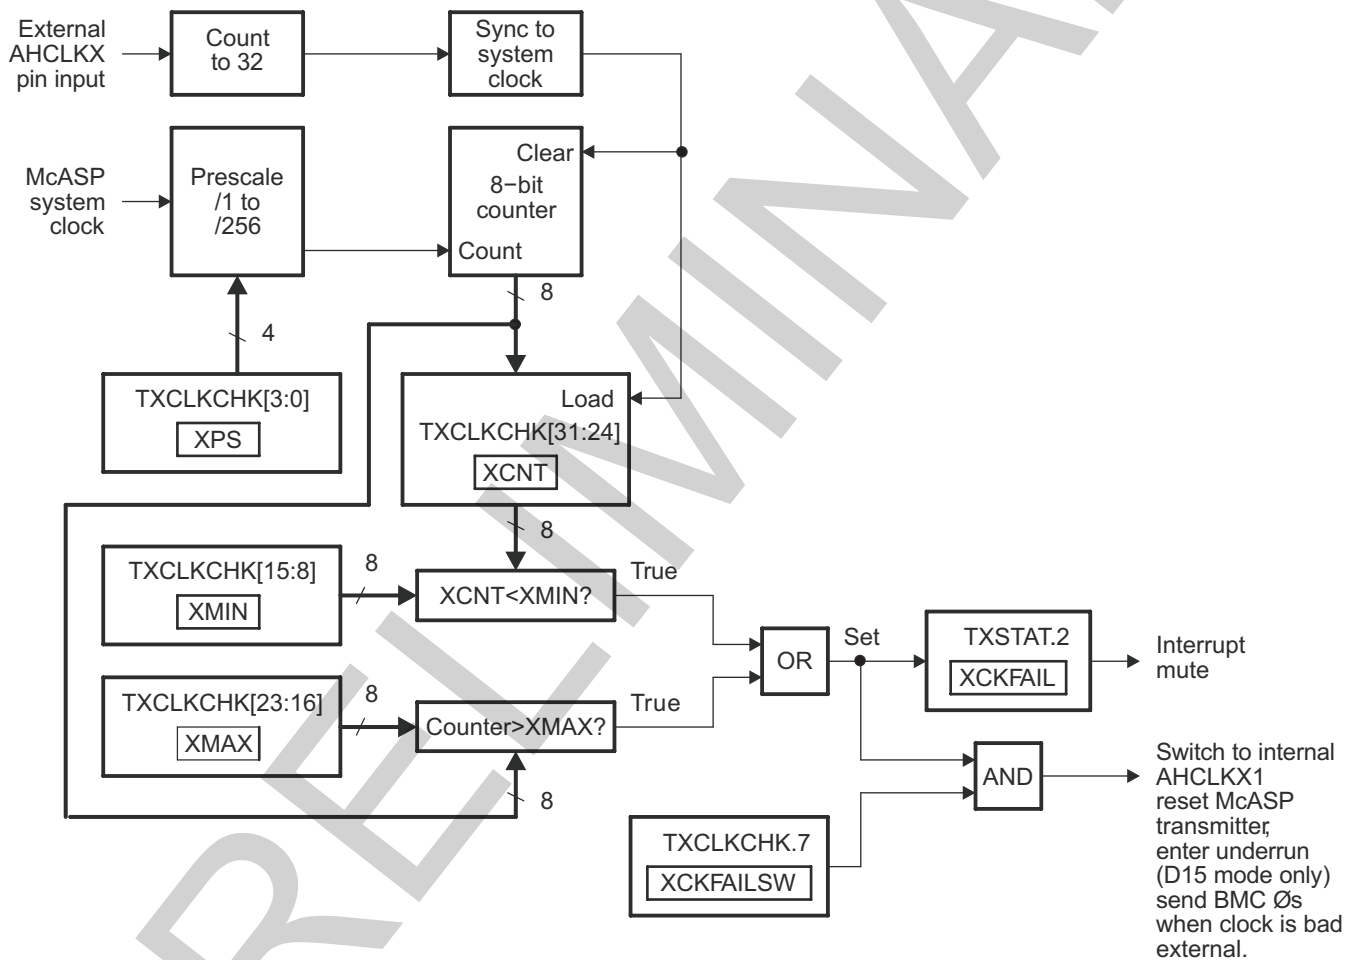 External
AHCLKX
pin input
Count
to 32
Sync to
system
clock
McASP
system
clock
Prescale
/1 to
/256
Clear
8−bit
counter
Count
8
4
TXCLKCHK[3:0]
XPS
Load
TXCLKCHK[31:24]
XCNT
8
TXCLKCHK[15:8]
XMIN
8
XCNT<XMIN?
True
TXCLKCHK[23:16]
XMAX
8
Counter>XMAX?
True
8
OR
Set
TXSTAT.2
XCKFAIL
Interrupt
mute
AND
TXCLKCHK.7
XCKFAILSW
Switch to internal
AHCLKX1
reset McASP
transmitter,
enter underrun
(D15 mode only)
send BMC Øs
when clock is bad
external.
RELIMINA